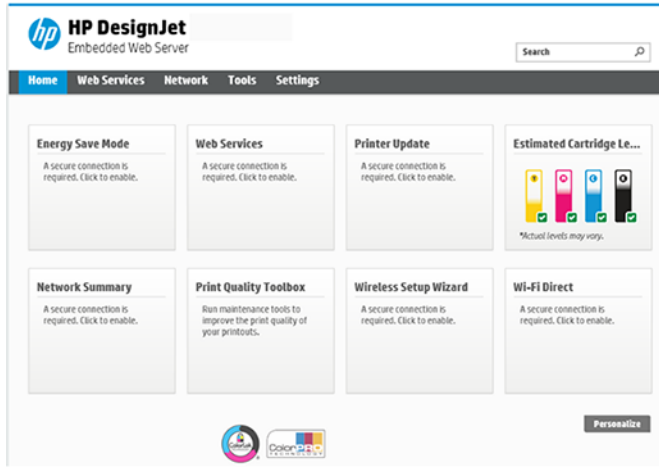 hp HP DesignJet
Embedded Web Server
Search
Home Web Services Network Tools Settings
Energy Save Mode
A secure connection is
required. Click to enable.
Web Services
A secure connection is
required. Click to enable.
Printer Update
A secure connection is
required. Click to enable.
Estimated Cartridge Le...
Y M C K
*Actual levels may vary.
Network Summary
A secure connection is
required. Click to enable.
Print Quality Toolbox
Run maintenance tools to
improve the print quality of
your printouts.
Wireless Setup Wizard
A secure connection is
required. Click to enable.
Wi-Fi Direct
A secure connection is
required. Click to enable.
Personalize
ColorPRO
TECHNOLOGY